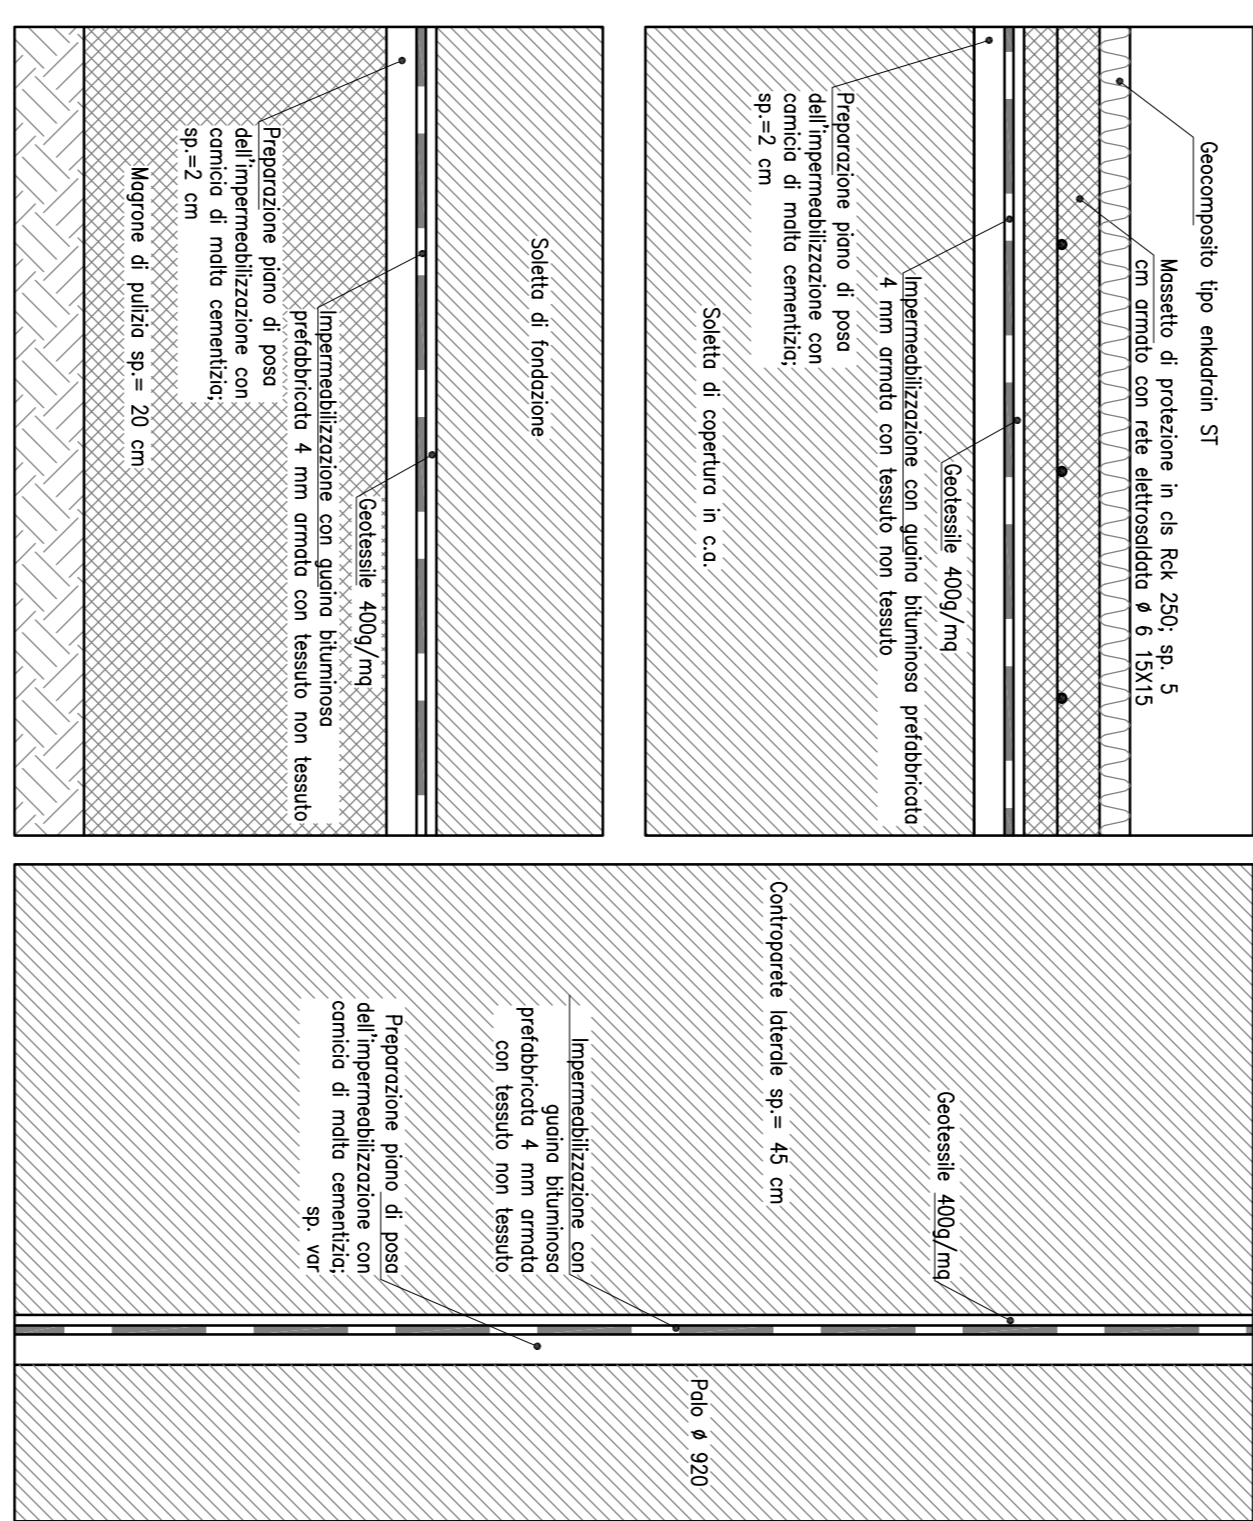 Geocomposito tipo enkadrain ST
Massetto di protezione in cls Rck 250; sp. 5
cm armato con rete elettrosaldata ø 6 15X15
Geotessile 400g/mq
Impermeabilizzazione con guaina bituminosa prefabbricata
4 mm armata con tessuto non tessuto
Preparazione piano di posa
dell'impermeabilizzazione con
camicia di malta cementizia;
sp.=2 cm
Soletta di copertura in c.a.
Soletta di fondazione
Geotessile 400g/mq
Impermeabilizzazione con guaina bituminosa
prefabbricata 4 mm armata con tessuto non tessuto
Preparazione piano di posa
dell'impermeabilizzazione con
camicia di malta cementizia;
sp.=2 cm
Magrone di pulizia sp.= 20 cm
Geotessile 400g/mq
Controparete laterale sp.= 45 cm
Palo ø 920
Impermeabilizzazione con
guaina bituminosa
prefabbricata 4 mm armata
con tessuto non tessuto
Preparazione piano di posa
dell'impermeabilizzazione con
camicia di malta cementizia;
sp. var